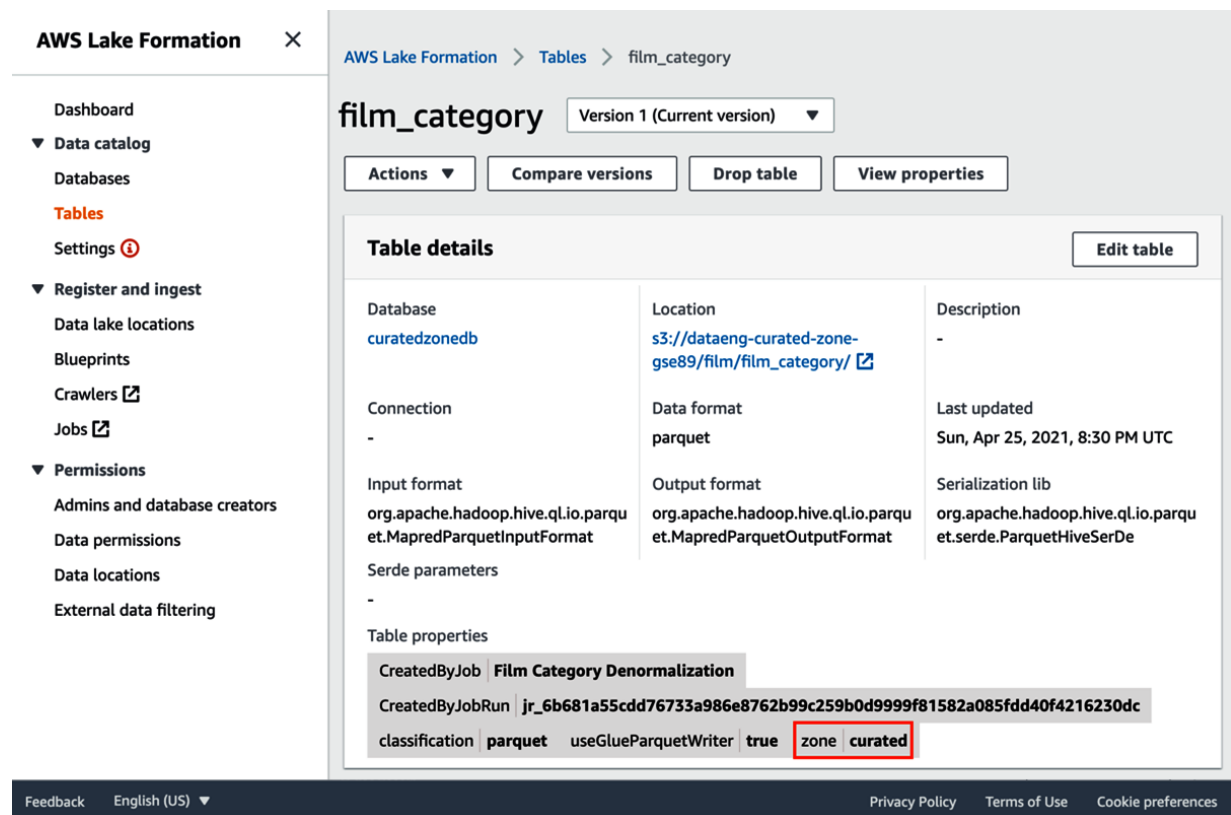 AWS Lake Formation
Dashboard
Data catalog
Databases
Tables
Settings
Register and ingest
Data lake locations
Blueprints
Crawlers
Jobs
Permissions
Admins and database creators
Data permissions
Data locations
External data filtering
AWS Lake Formation > Tables > film_category
film_category Version 1 (Current version)
Actions Compare versions Drop table View properties
Table details Edit table
Database
curatedzonedb
Location
s3://dataeng-curated-zone-
gse89/film/film_category/
Description
-
Connection
-
Data format
parquet
Last updated
Sun, Apr 25, 2021, 8:30 PM UTC
Input format
org.apache.hadoop.hive.ql.io.parqu
et.MapredParquetInputFormat
Output format
org.apache.hadoop.hive.ql.io.parqu
et.MapredParquetOutputFormat
Serialization lib
org.apache.hadoop.hive.ql.io.parqu
et.serde.ParquetHiveSerDe
Serde parameters
-
Table properties
CreatedByJob Film Category Denormalization
CreatedByJobRun jr_6b681a55cdd76733a986e8762b99c259b0d9999f81582a085fdd40f4216230dc
classification parquet useGlueParquetWriter true zone curated
Feedback English (US) Privacy Policy Terms of Use Cookie preferences